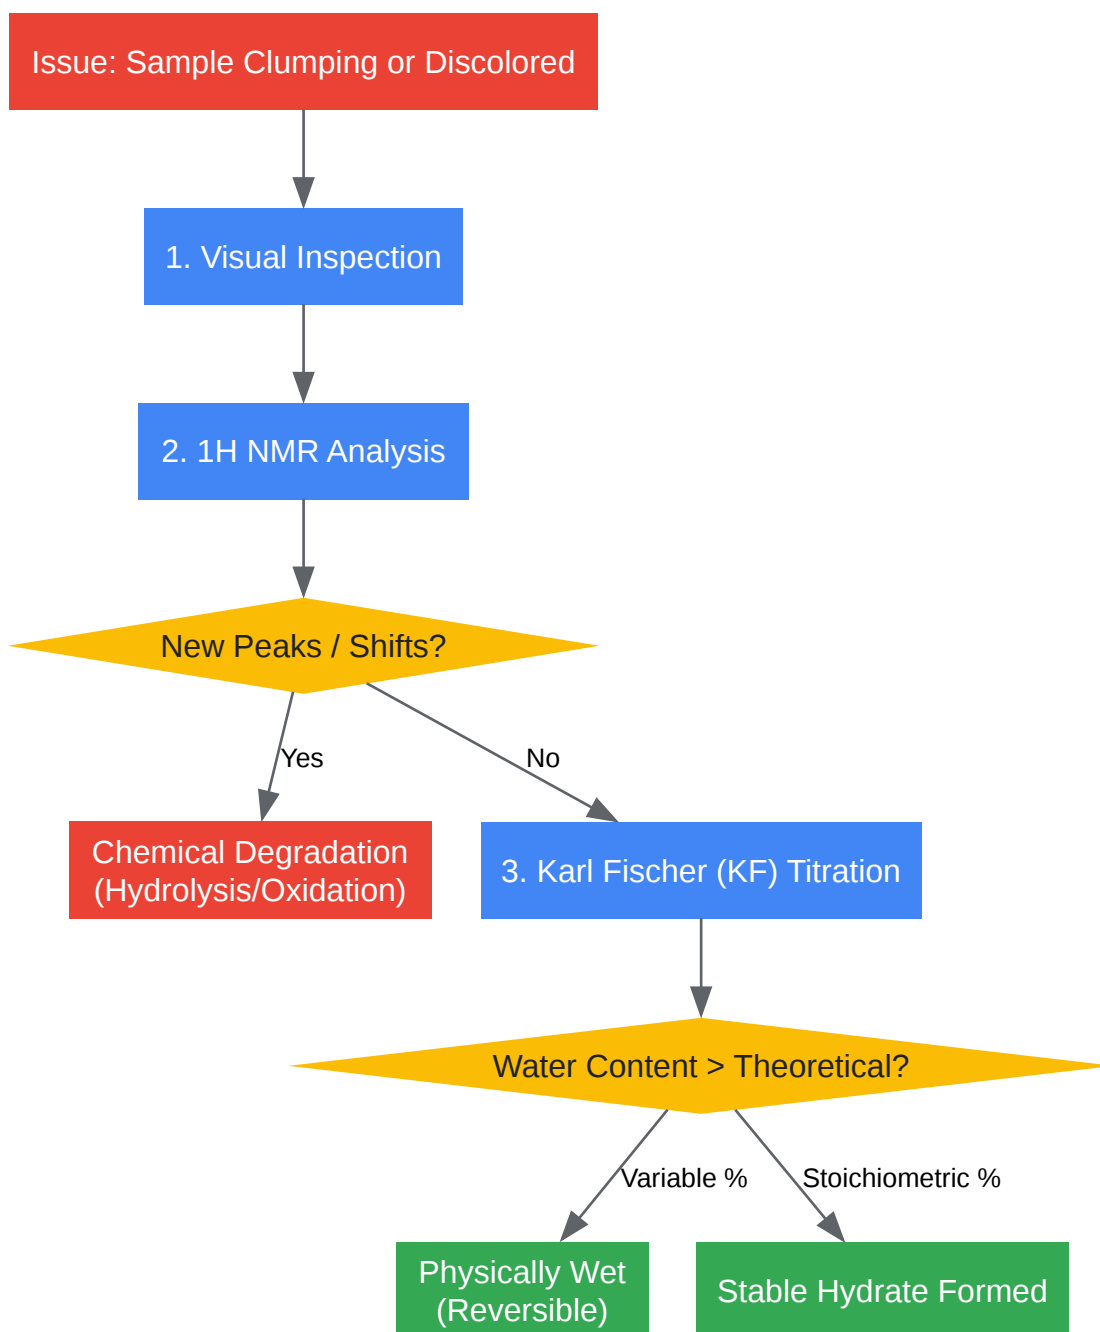 Issue: Sample Clumping or Discolored
1. Visual Inspection
2. 1H NMR Analysis
New Peaks / Shifts?
Yes
No
Chemical Degradation
(Hydrolysis/Oxidation)
3. Karl Fischer (KF) Titration
Water Content > Theoretical?
Variable %
Stoichiometric %
Physically Wet
(Reversible)
Stable Hydrate Formed